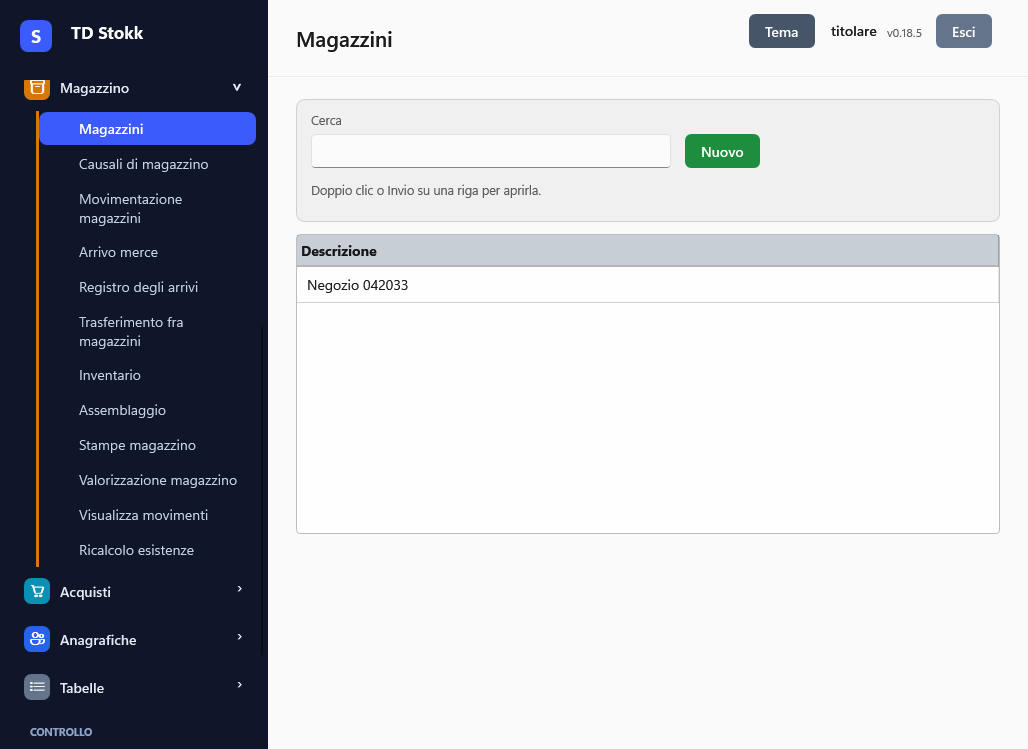 S
TD Stokk
Magazzino
Magazzini
Causali di magazzino
Movimentazione
magazzini
Arrivo merce
Registro degli arrivi
Trasferimento fra
magazzini
Inventario
Assemblaggio
Stampe magazzino
Valorizzazione magazzino
Visualizza movimenti
Ricalcolo esistenze
Acquisti
Anagrafiche
Tabelle
CONTROLLO
Magazzini
Tema
titolare
v0.18.5
Esci
Cerca
Nuovo
Doppio clic o Invio su una riga per aprirla.
Descrizione
Negozio 042033